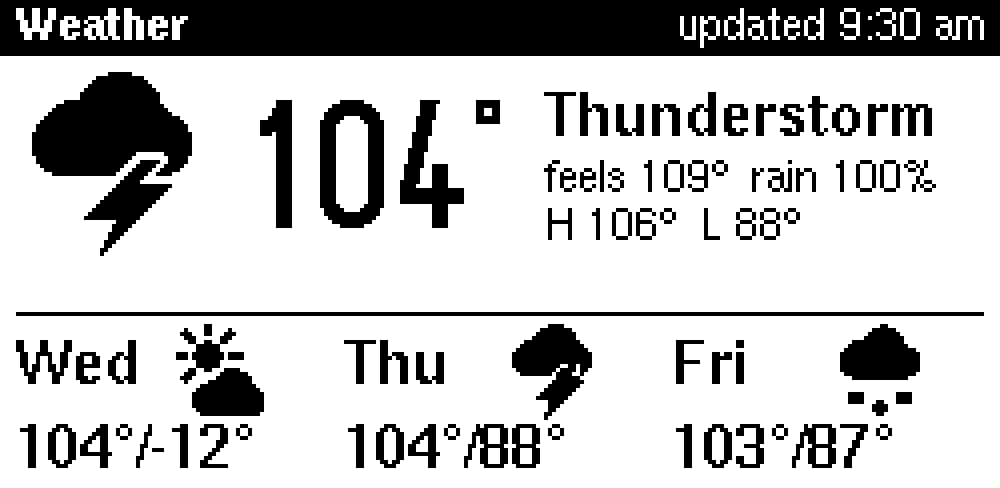 Weather updated 9:30 am
104°
Thunderstorm
feels 109° rain 100%
H 106° L 88°
Wed Thu Fri
104°/-12° 104°/88° 103°/87°